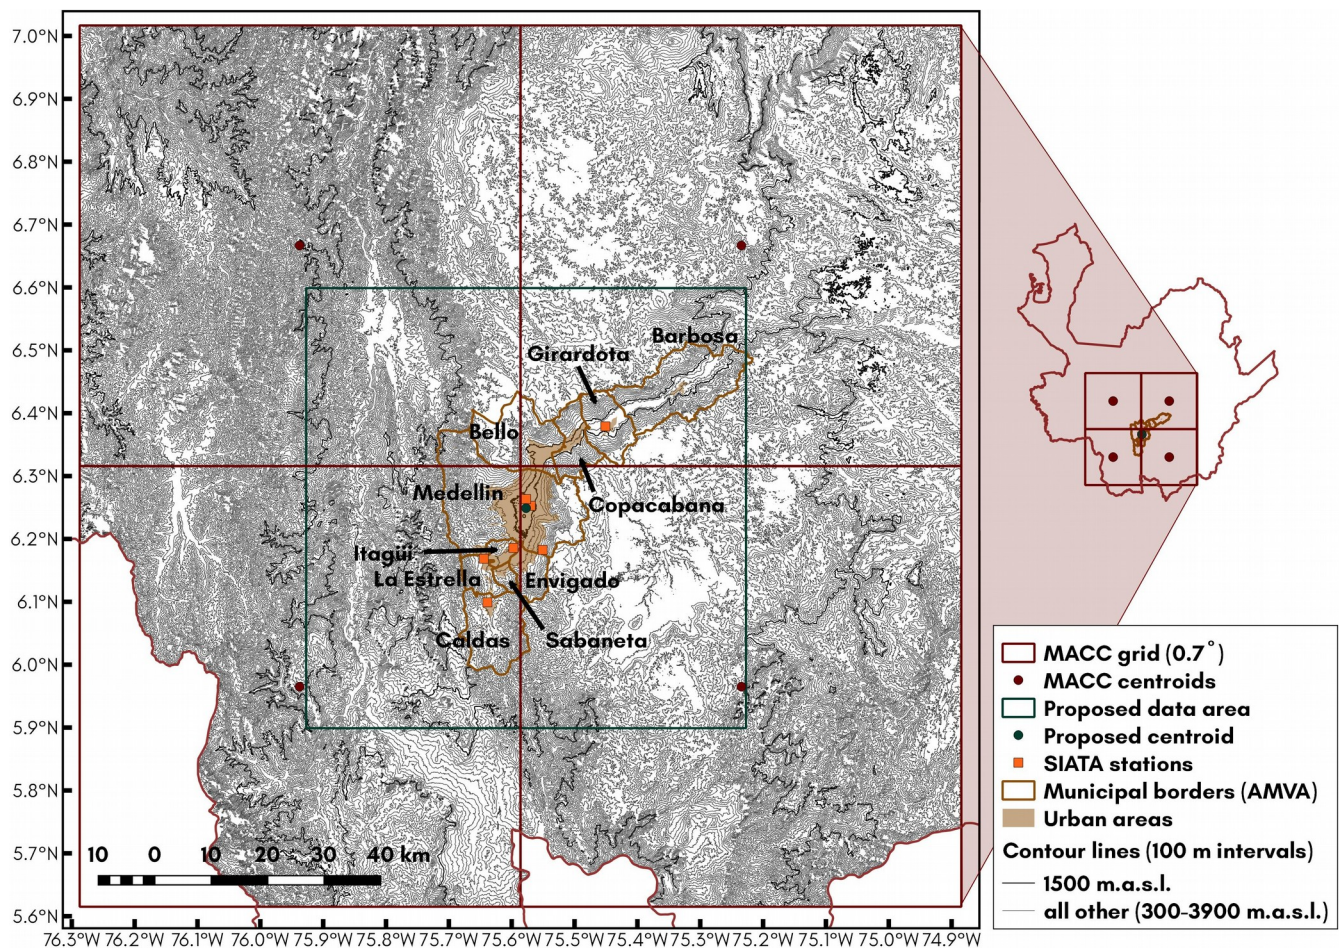 7.0°N
6.9°N
6.8°N
6.7°N
6.6°N
6.5°N
6.4°N
6.3°N
6.2°N
6.1°N
6.0°N
5.9°N
5.8°N
5.7°N
5.6°N
Barbosa
Girardota
Bello
Medellin
Copacabana
Itagüi
La Estrella
Envigado
Caldas
Sabaneta
10 0 10 20 30 40 km
76.3°W 76.2°W 76.1°W 76.0°W 75.9°W 75.8°W 75.7°W 75.6°W 75.5°W 75.4°W 75.3°W 75.2°W 75.1°W 75.0°W 74.9°W
MACC grid (0.7°)
MACC centroids
Proposed data area
Proposed centroid
SIATA stations
Municipal borders (AMVA)
Urban areas
Contour lines (100 m intervals)
1500 m.a.s.l.
all other (300-3900 m.a.s.l.)